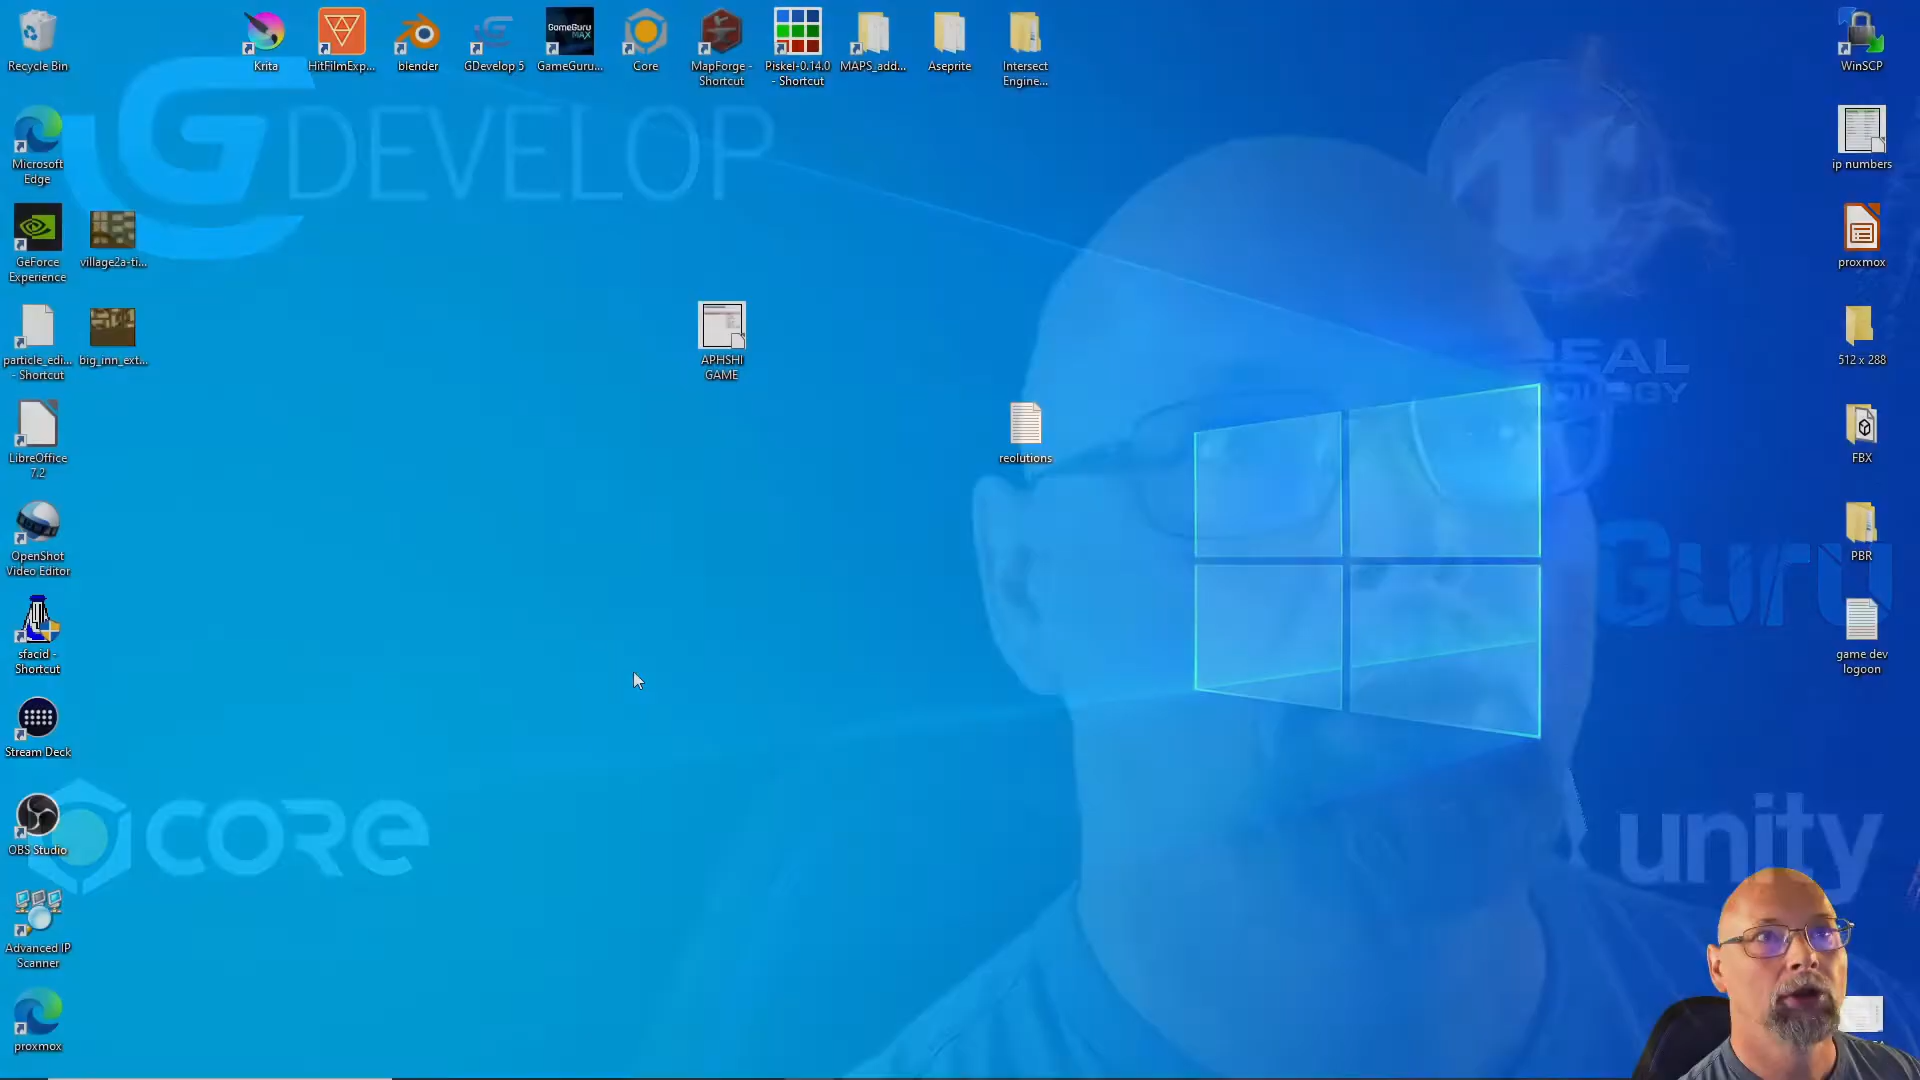 Recycle Bin
Krita
HitFilmExp...
blender
GDevelop 5
GameGuru...
Core
MapForge -
Shortcut
Piskel-0.14.0
- Shortcut
MAPS_add...
Aseprite
Intersect
Engine...
WinSCP
GameGuru
MAX
GDEVELOP
Microsoft
Edge
ip numbers
GeForce
Experience
village2a-ti...
proxmox
particle_edi...
- Shortcut
big_inn_ext...
APHSHI
GAME
512 x 288
LibreOffice
7.2
reolutions
FBX
OpenShot
Video Editor
PBR
Guru
sfacid -
Shortcut
game dev
logoon
Stream Deck
OBS Studio
CORE
unity
Advanced IP
Scanner
proxmox